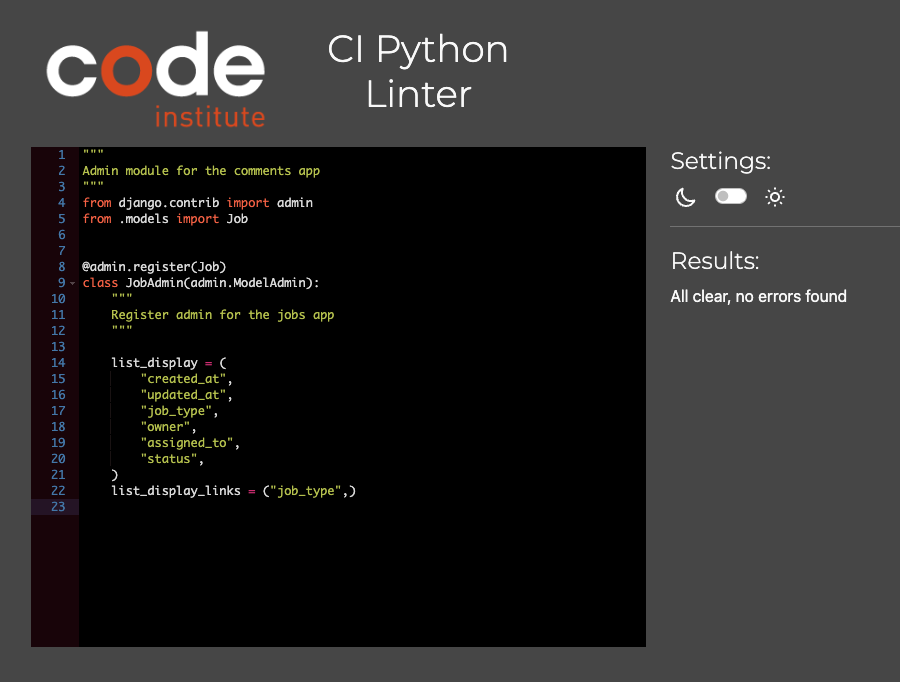 code
institute
CI Python
Linter
1 """
2 Admin module for the comments app
3 """
4 from django.contrib import admin
5 from .models import Job
6
7
8 @admin.register(Job)
9 class JobAdmin(admin.ModelAdmin):
10     """
11     Register admin for the jobs app
12     """
13
14     list_display = (
15         "created_at",
16         "updated_at",
17         "job_type",
18         "owner",
19         "assigned_to",
20         "status",
21     )
22     list_display_links = ("job_type",)
23
Settings:
Results:
All clear, no errors found